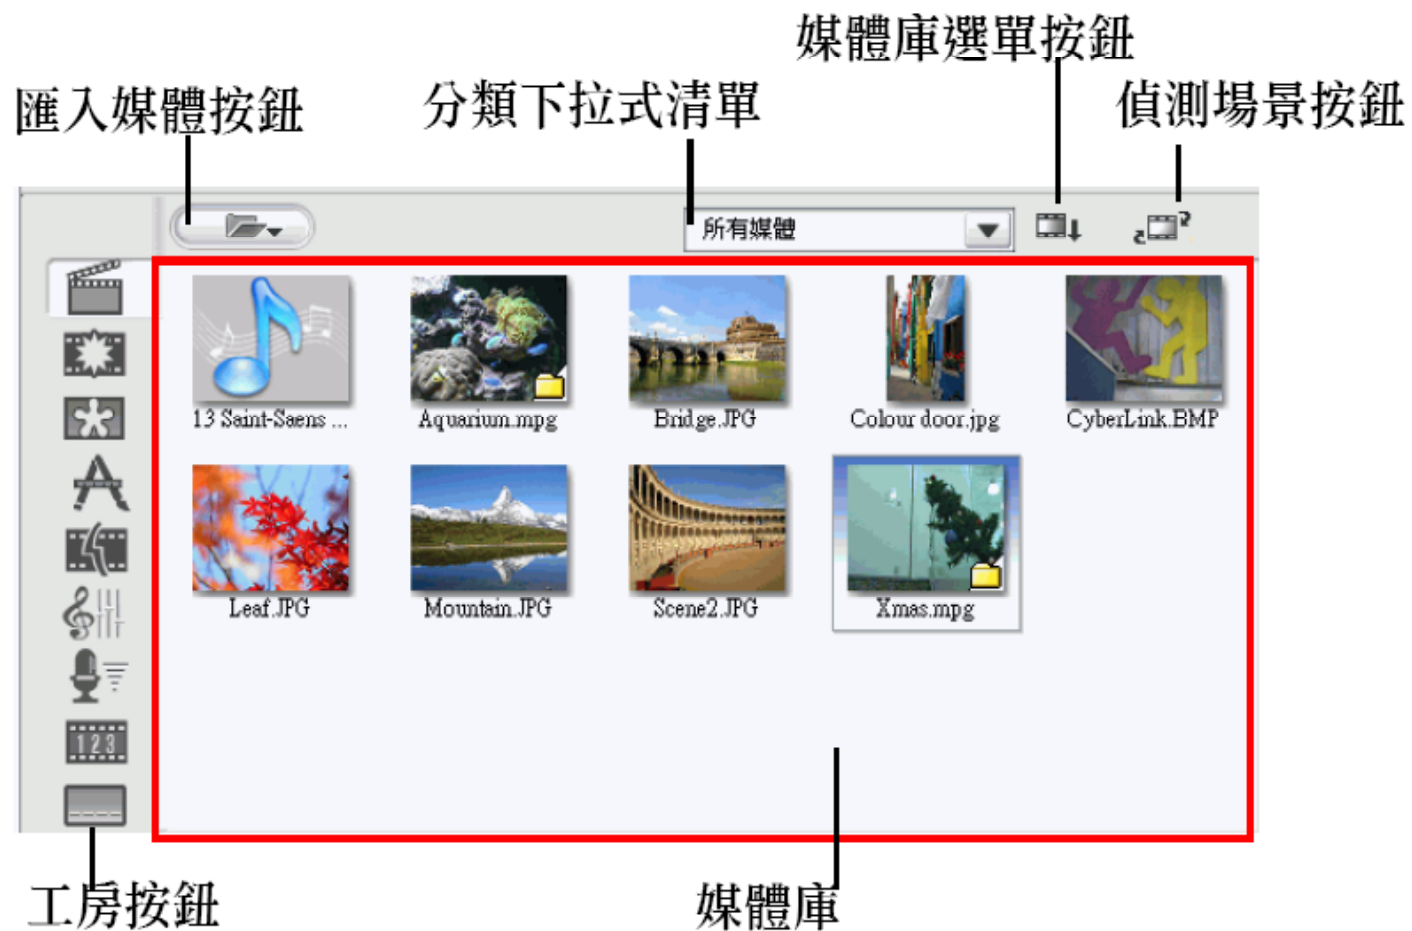 媒體庫選單按鈕
匯入媒體按鈕
分類下拉式清單
偵測場景按鈕
所有媒體
13 Saint-Saens ...
Aquarium.mpg
Bridge.JPG
Colour door.jpg
CyberLink.BMP
Leaf.JPG
Mountain.JPG
Scene2.JPG
Xmas.mpg
1 2 3
工房按鈕
媒體庫